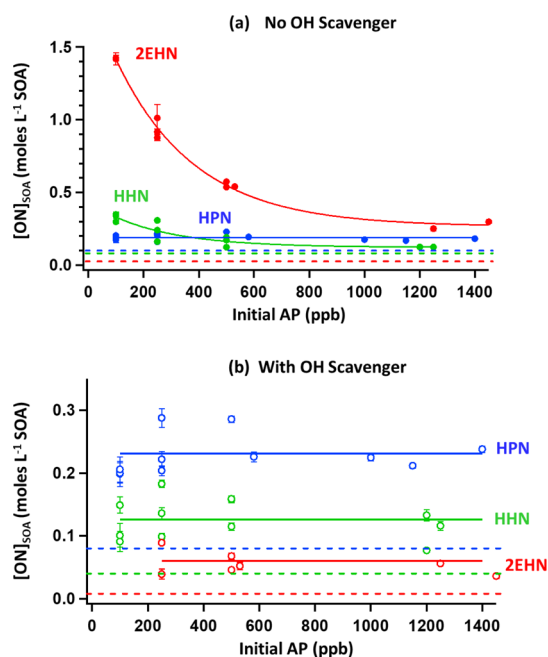 (a) No OH Scavenger
[ON]SOA (moles L-1 SOA)
1.5
1.0
0.5
0.0
2EHN
HHN
HPN
0 200 400 600 800 1000 1200 1400
Initial AP (ppb)
(b) With OH Scavenger
[ON]SOA (moles L-1 SOA)
0.3
0.2
0.1
0.0
HPN
HHN
2EHN
0 200 400 600 800 1000 1200 1400
Initial AP (ppb)